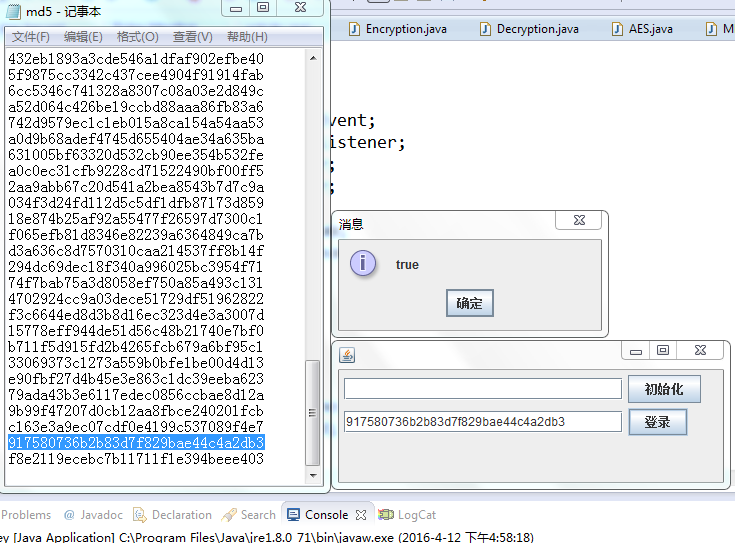 md5 - 记事本
文件(F) 编辑(E) 格式(O) 查看(V) 帮助(H)
432eb1893a3cde546a1dfaf902efbe40
5f9875cc3342c437cee4904f91914fab
6cc5346c741328a8307c08a03e2d849c
a52d064c426be19ccbd88aaa86fb83a6
742d9579ec1c1eb015a8ca154a54aa53
a0d9b68adef4745d655404ae34a635ba
631005bf63320d532cb90ee354b532fe
a0c0ec31cfb9228cd71522490bf00ff5
2aa9abb67c20d541a2bea8543b7d7c9a
034f3d24fd112d5c5df1dfb87173d859
18e874b25af92a55477f26597d7300c1
f065efb81d8346e82239a6364849ca7b
d3a636c8d7570310caa214537ff8b14f
294dc69dec18f340a996025bc3954f71
74f7bab75a3d8058ef750a85a493c131
4702924cc9a03dece51729df51962822
f3c6644ed8d3b8d16ec323d4e3a3007d
15778eff944de51d56c48b21740e7bf0
b711f5d915fd2b4265fcb679a6bf95c1
33069373c1273a559b0bfe1be00d4d13
e90fbf27d4b45e3e863c1dc39eeba623
79ada43b3e6117edec0856ccbae8d12a
9b99f47207d0cb12aa8fbce240201fcb
c163e3a9ec07cdf0e4199c537089f4e7
917580736b2b83d7f829bae44c4a2db3
f8e2119ecebc7b11711f1e394beee403
Encryption.java Decryption.java AES.java M
vent;
istener;
;
;
消息
true
确定
初始化
917580736b2b83d7f829bae44c4a2db3 登录
Problems @ Javadoc Declaration Search Console LogCat
ey [Java Application] C:\Program Files\Java\jre1.8.0_71\bin\javaw.exe (2016-4-12 下午4:58:18)